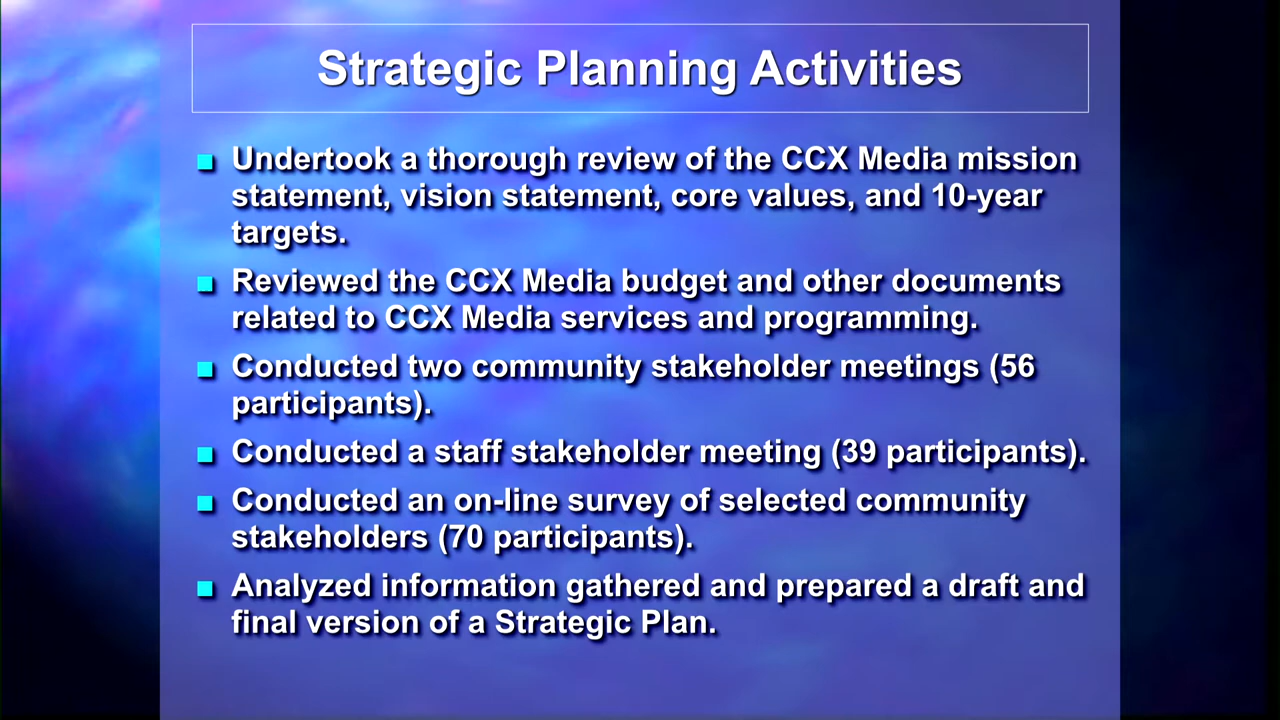 Strategic Planning Activities
Undertook a thorough review of the CCX Media mission
statement, vision statement, core values, and 10-year
targets.
Reviewed the CCX Media budget and other documents
related to CCX Media services and programming.
Conducted two community stakeholder meetings (56
participants).
Conducted a staff stakeholder meeting (39 participants).
Conducted an on-line survey of selected community
stakeholders (70 participants).
Analyzed information gathered and prepared a draft and
final version of a Strategic Plan.